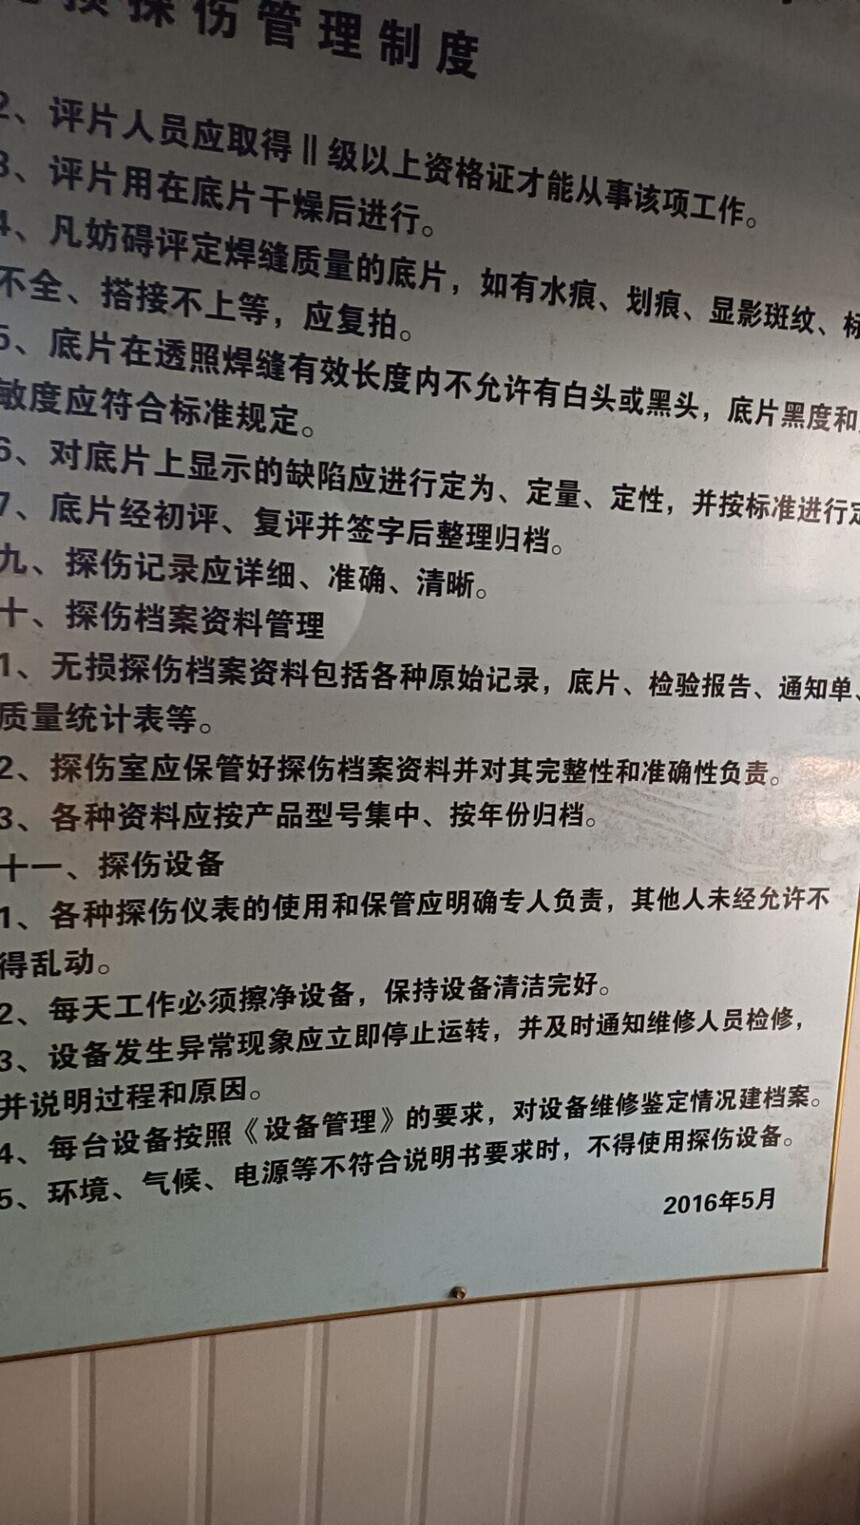 损探伤管理制度
2、评片人员应取得Ⅱ级以上资格证才能从事该项工作。
3、评片用在底片干燥后进行。
4、凡妨碍评定焊缝质量的底片，如有水痕、划痕、显影斑纹、标
不全、搭接不上等，应复拍。
5、底片在透照焊缝有效长度内不允许有白头或黑头，底片黑度和
敏度应符合标准规定。
6、对底片上显示的缺陷应进行定为、定量、定性，并按标准进行定
7、底片经初评、复评并签字后整理归档。
九、探伤记录应详细、准确、清晰。
十、探伤档案资料管理
1、无损探伤档案资料包括各种原始记录，底片、检验报告、通知单、
质量统计表等。
2、探伤室应保管好探伤档案资料并对其完整性和准确性负责。
3、各种资料应按产品型号集中、按年份归档。
十一、探伤设备
1、各种探伤仪表的使用和保管应明确专人负责，其他人未经允许不
得乱动。
2、每天工作必须擦净设备，保持设备清洁完好。
3、设备发生异常现象应立即停止运转，并及时通知维修人员检修，
并说明过程和原因。
4、每台设备按照《设备管理》的要求，对设备维修鉴定情况建档案。
5、环境、气候、电源等不符合说明书要求时，不得使用探伤设备。
2016年5月